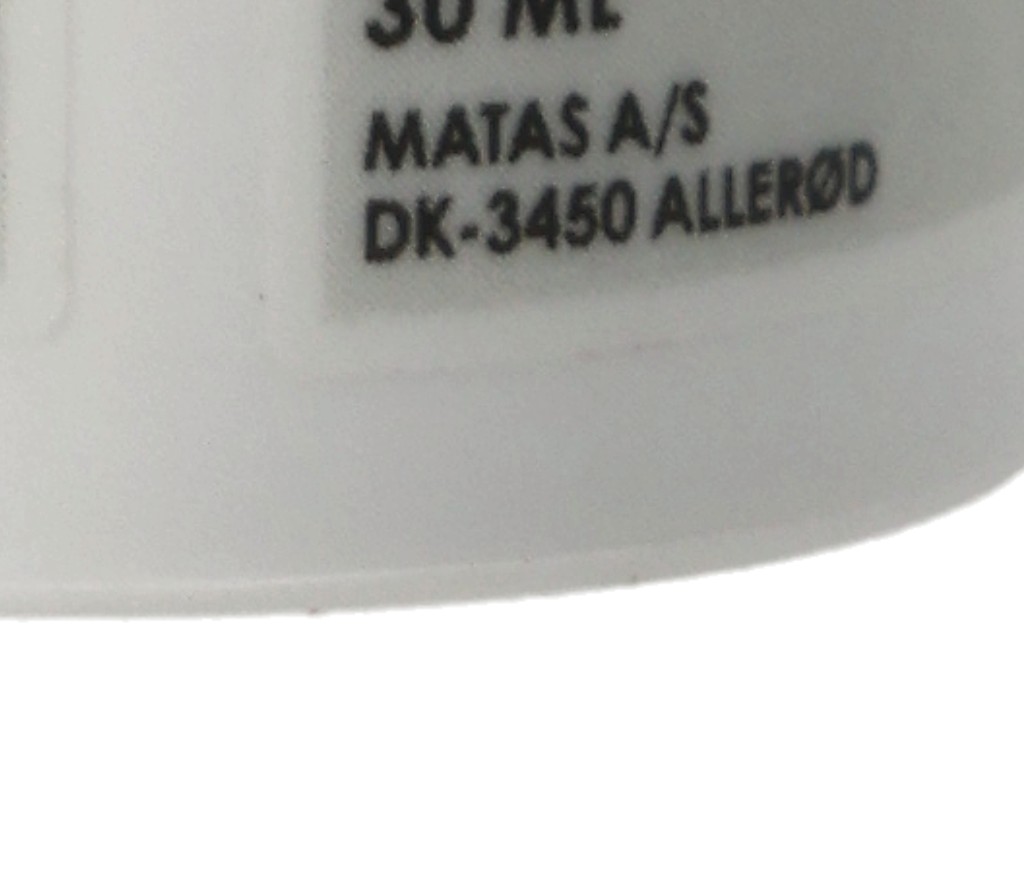 30 ML
MATAS A/S
DK-3450 ALLERØD